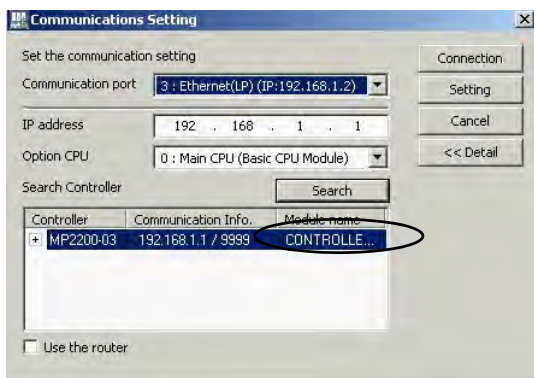 Communications Setting
Set the communication setting
Connection
Communication port
3 : Ethernet(LP) (IP:192.168.1.2)
Setting
IP address
192 . 168 . 1 . 1
Cancel
Option CPU
0 : Main CPU (Basic CPU Module)
<< Detail
Search Controller
Search
Controller Communication Info. Module name
MP2200-03 192.168.1.1 / 9999 CONTROLLE...
Use the router